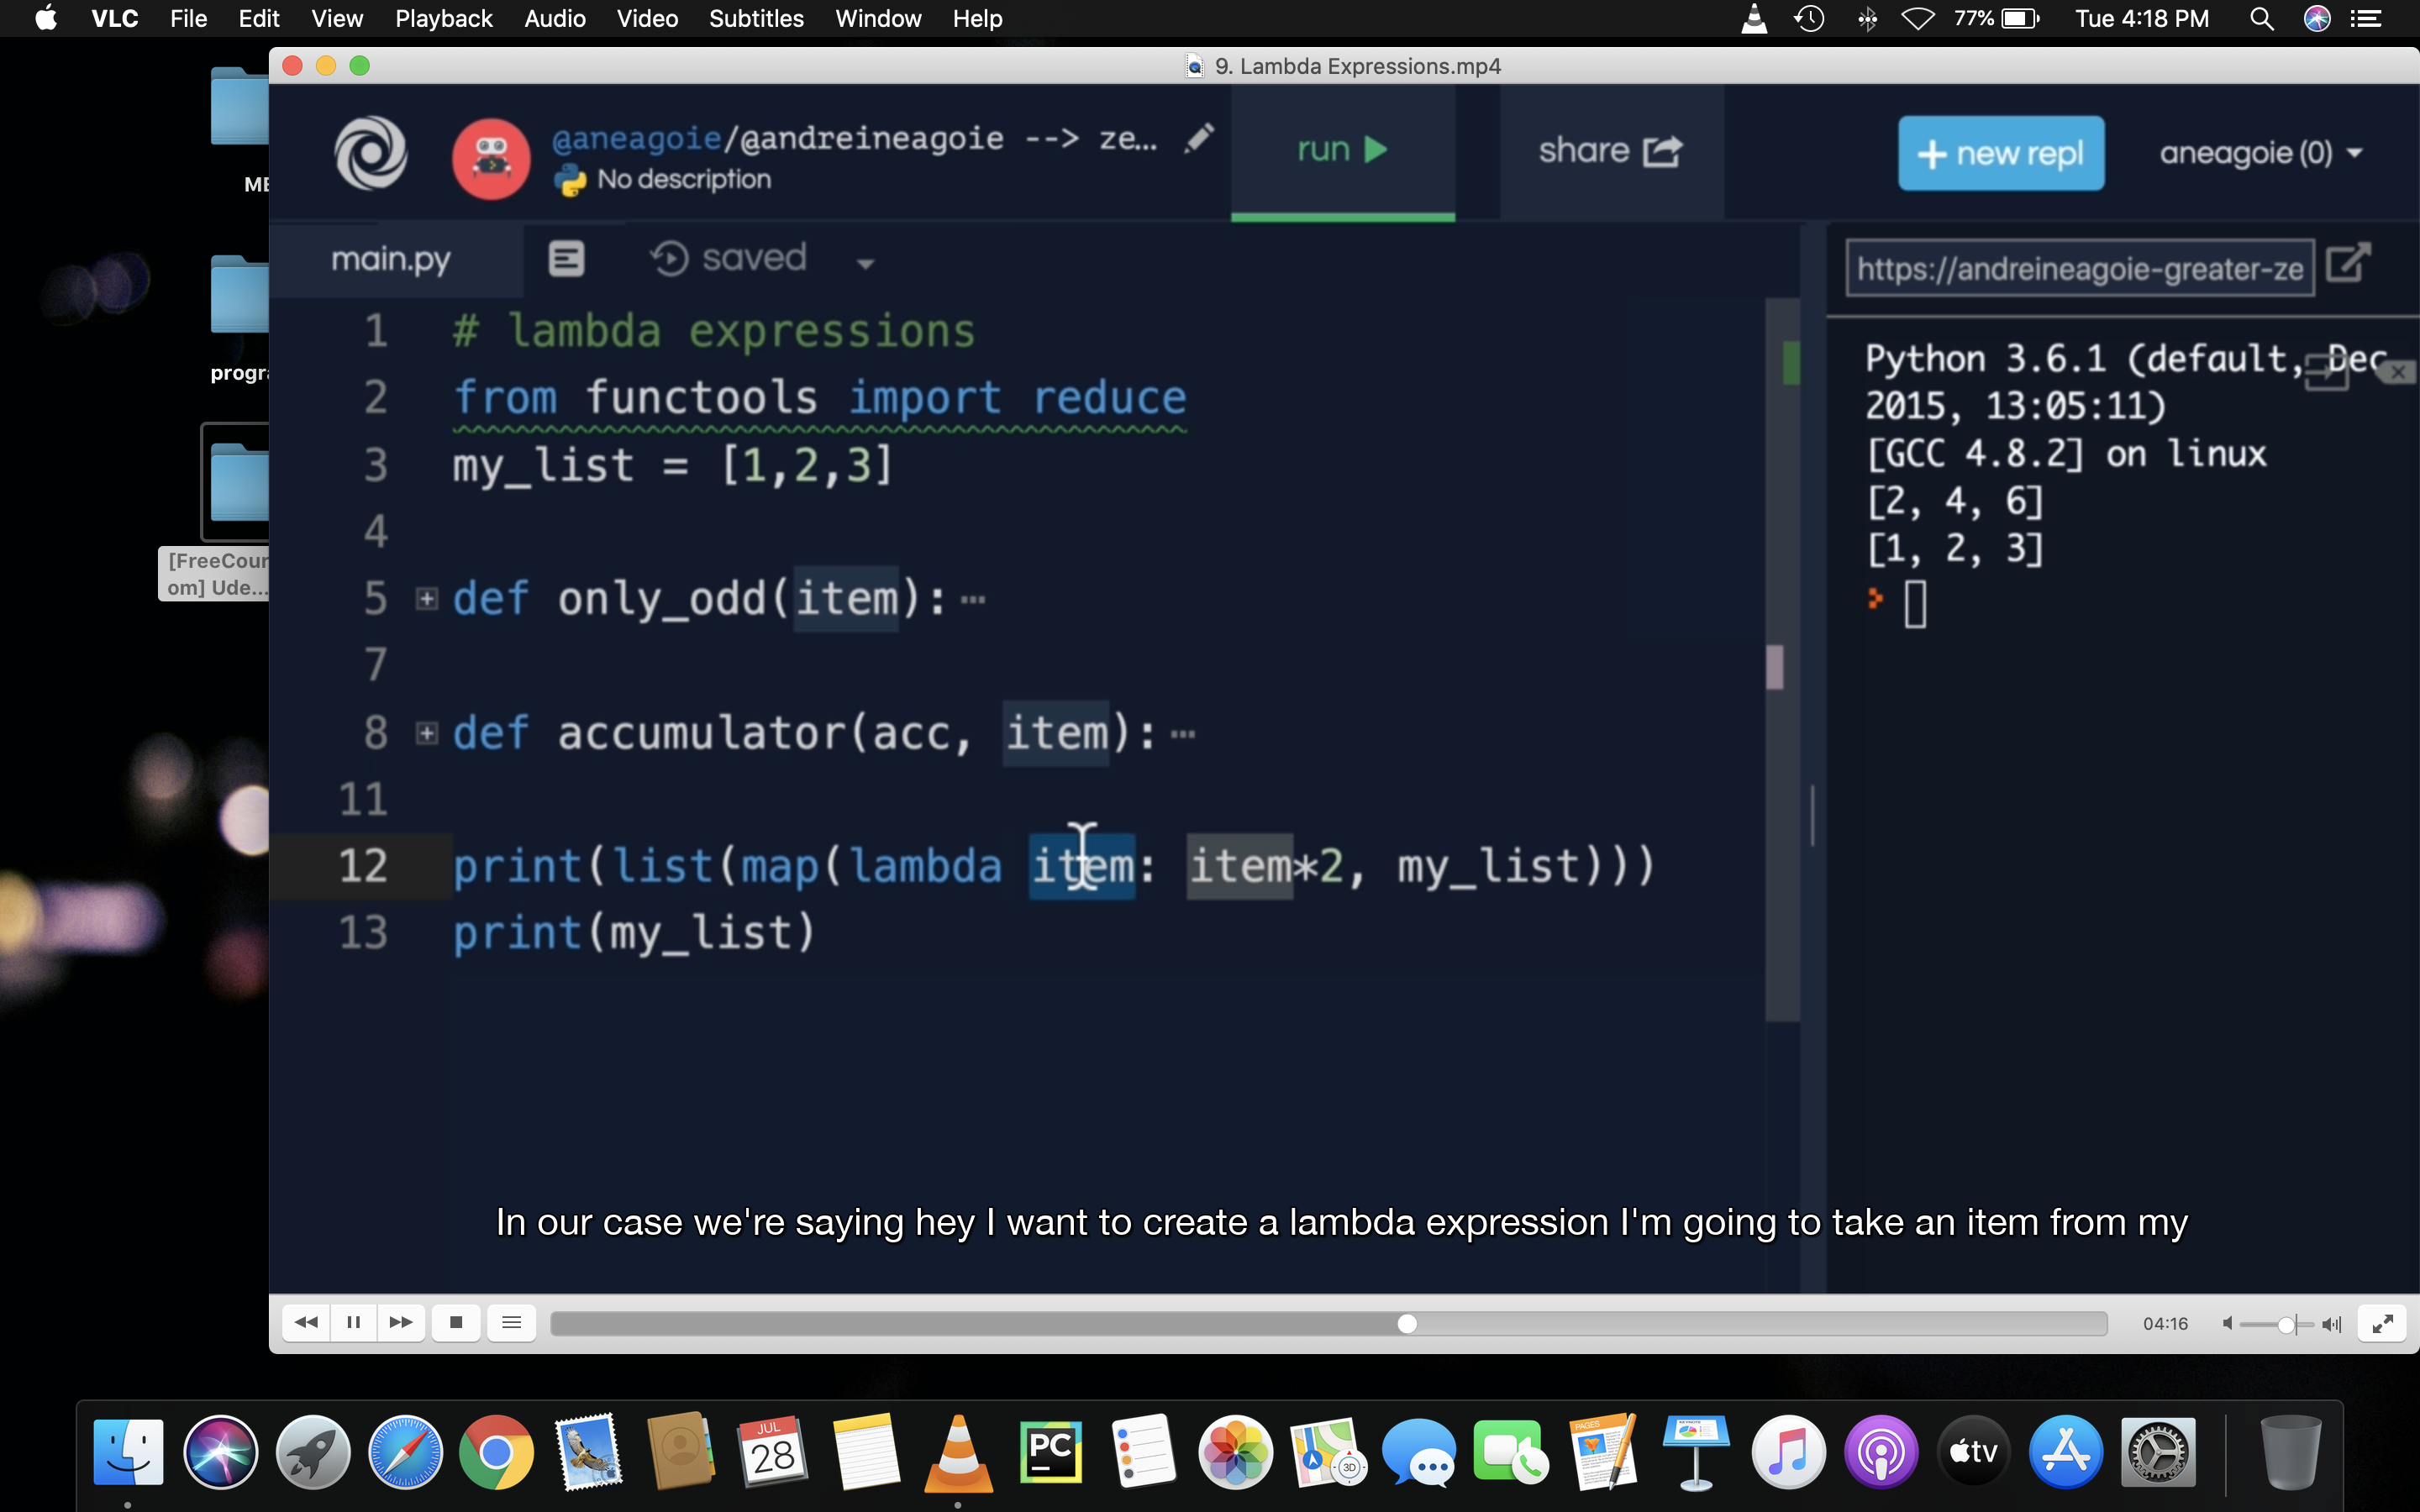 VLC File Edit View Playback Audio Video Subtitles Window Help 77% Tue 4:18 PM
9. Lambda Expressions.mp4
@aneagoie/@andreineagoie --> ze...
No description
run
share
+ new repl
aneagoie (0)
main.py
saved
https://andreineagoie-greater-ze
1 # lambda expressions
2 from functools import reduce
3 my_list = [1,2,3]
4
5 def only_odd(item):
7
8 def accumulator(acc, item):
11
12 print(list(map(lambda item: item*2, my_list)))
13 print(my_list)
Python 3.6.1 (default, Dec
2015, 13:05:11)
[GCC 4.8.2] on linux
[2, 4, 6]
[1, 2, 3]
ME
progra
[FreeCour
om] Ude...
In our case we're saying hey I want to create a lambda expression I'm going to take an item from my
04:16
JUL
28
PC
PAGES
3D
tv